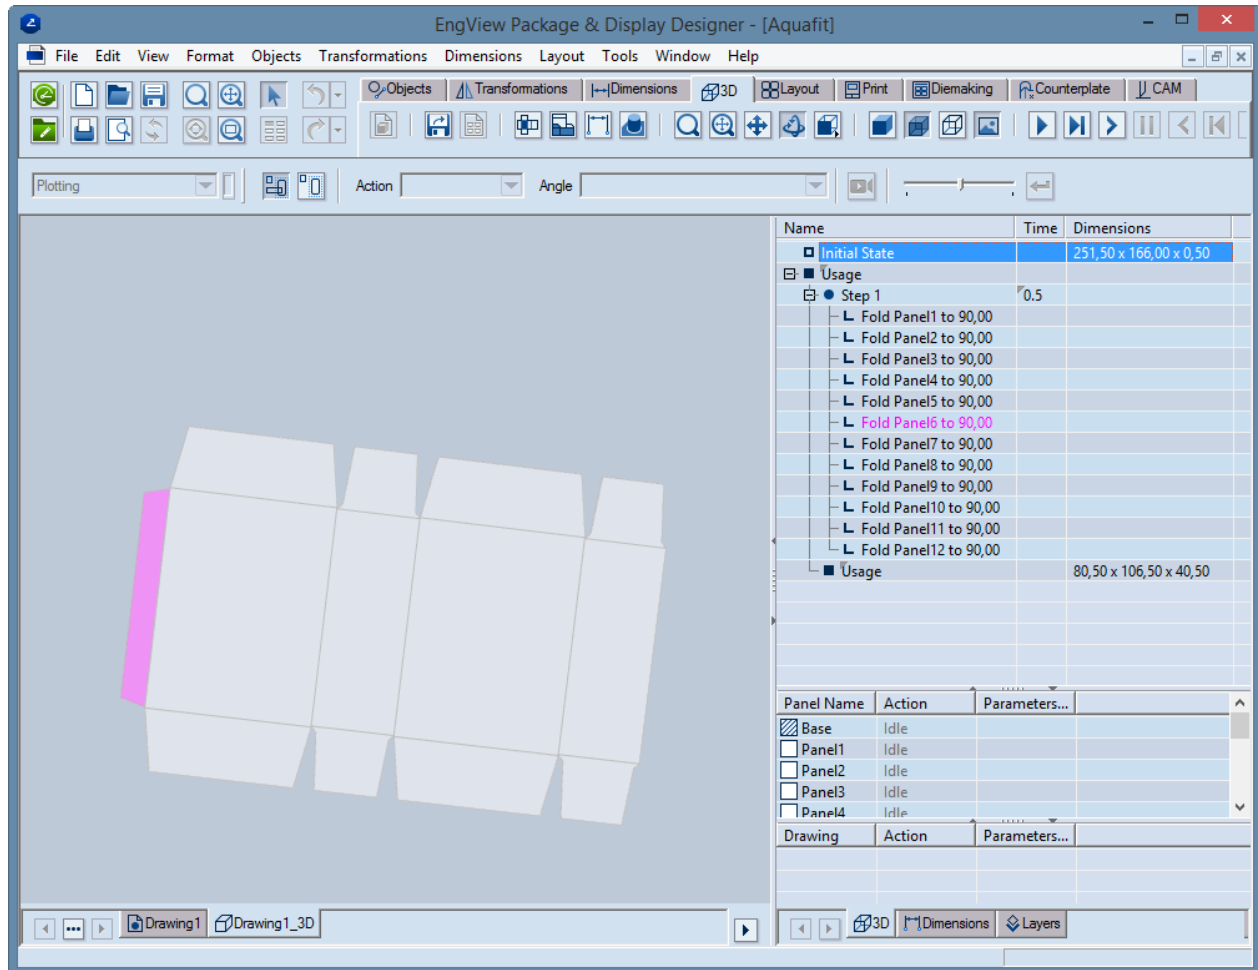 EngView Package & Display Designer - [Aquafit]
File Edit View Format Objects Transformations Dimensions Layout Tools Window Help
Objects Transformations Dimensions 3D Layout Print Diemaking Counterplate CAM
Plotting Action Angle
Name Time Dimensions
Initial State 251,50 x 166,00 x 0,50
Usage
Step 1 0.5
Fold Panel1 to 90,00
Fold Panel2 to 90,00
Fold Panel3 to 90,00
Fold Panel4 to 90,00
Fold Panel5 to 90,00
Fold Panel6 to 90,00
Fold Panel7 to 90,00
Fold Panel8 to 90,00
Fold Panel9 to 90,00
Fold Panel10 to 90,00
Fold Panel11 to 90,00
Fold Panel12 to 90,00
Usage 80,50 x 106,50 x 40,50
Panel Name Action Parameters...
Base Idle
Panel1 Idle
Panel2 Idle
Panel3 Idle
Panel4 Idle
Drawing Action Parameters...
Drawing1 Drawing1_3D
3D Dimensions Layers